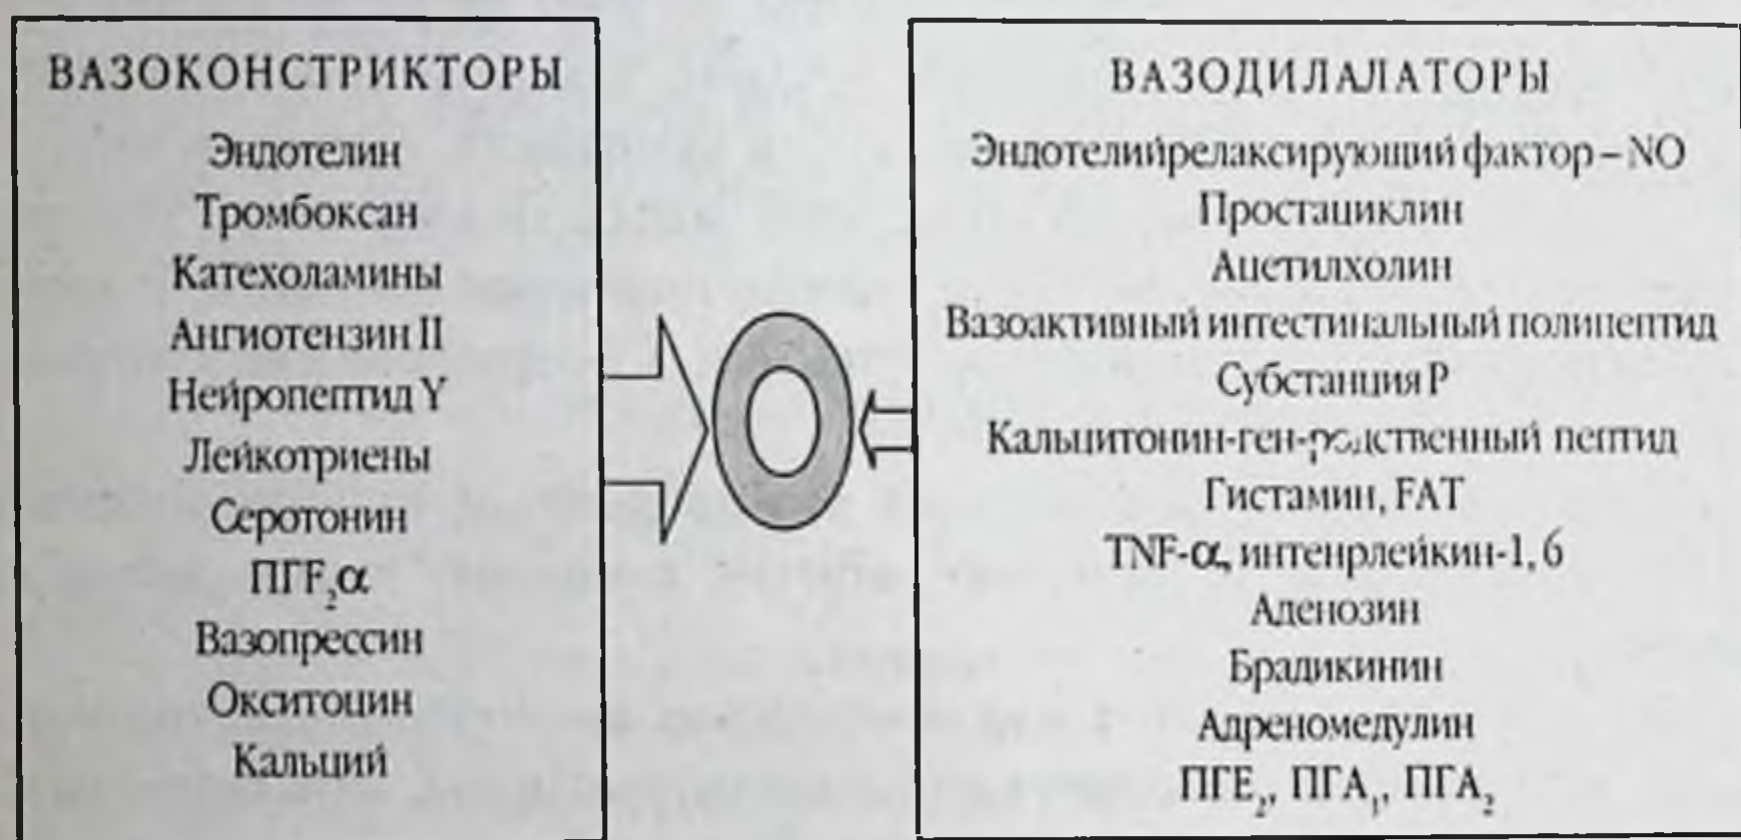 ВАЗОКОНСТРИКТОРЫ
Эндотелин
Тромбоксан
Катехоламины
Ангиотензин II
Нейропептид Y
Лейкотриены
Серотонин
ПГF₂α
Вазопрессин
Окситоцин
Кальций
ВАЗОДИЛАЛАТОРЫ
Эндотелийрелаксирующий фактор – NO
Простациклин
Ацетилхолин
Вазоактивный интестинальный полипептид
Субстанция P
Кальцитонин-ген-родственный пептид
Гистамин, FAT
TNF-α, интенрлейкин-1, 6
Аденозин
Брадикинин
Адреномедулин
ПГЕ₂, ПГА₁, ПГА₂